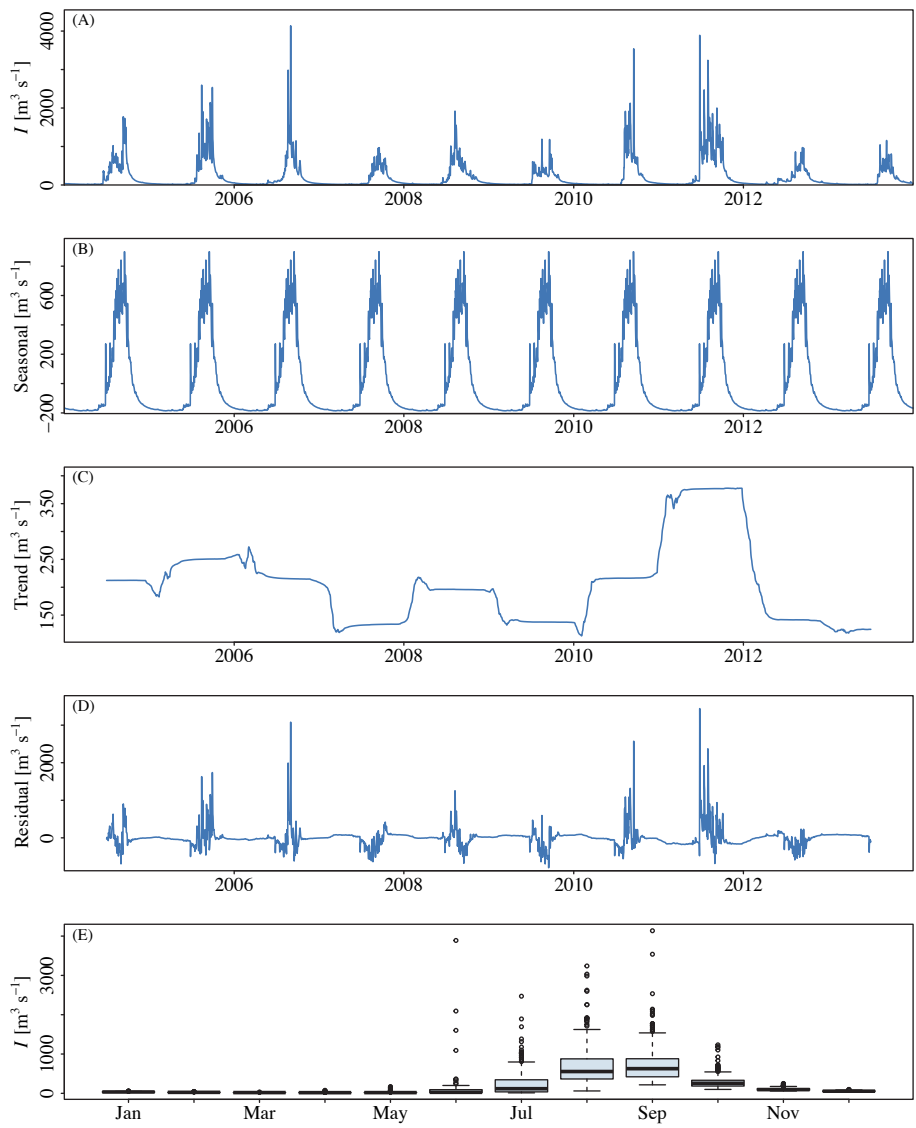 (A)
I [m³ s⁻¹]
4000
2000
0
2006
2008
2010
2012
(B)
Seasonal [m³ s⁻¹]
600
200
−200
2006
2008
2010
2012
(C)
Trend [m³ s⁻¹]
350
250
150
2006
2008
2010
2012
(D)
Residual [m³ s⁻¹]
2000
0
2006
2008
2010
2012
(E)
I [m³ s⁻¹]
3000
1000
0
Jan
Mar
May
Jul
Sep
Nov